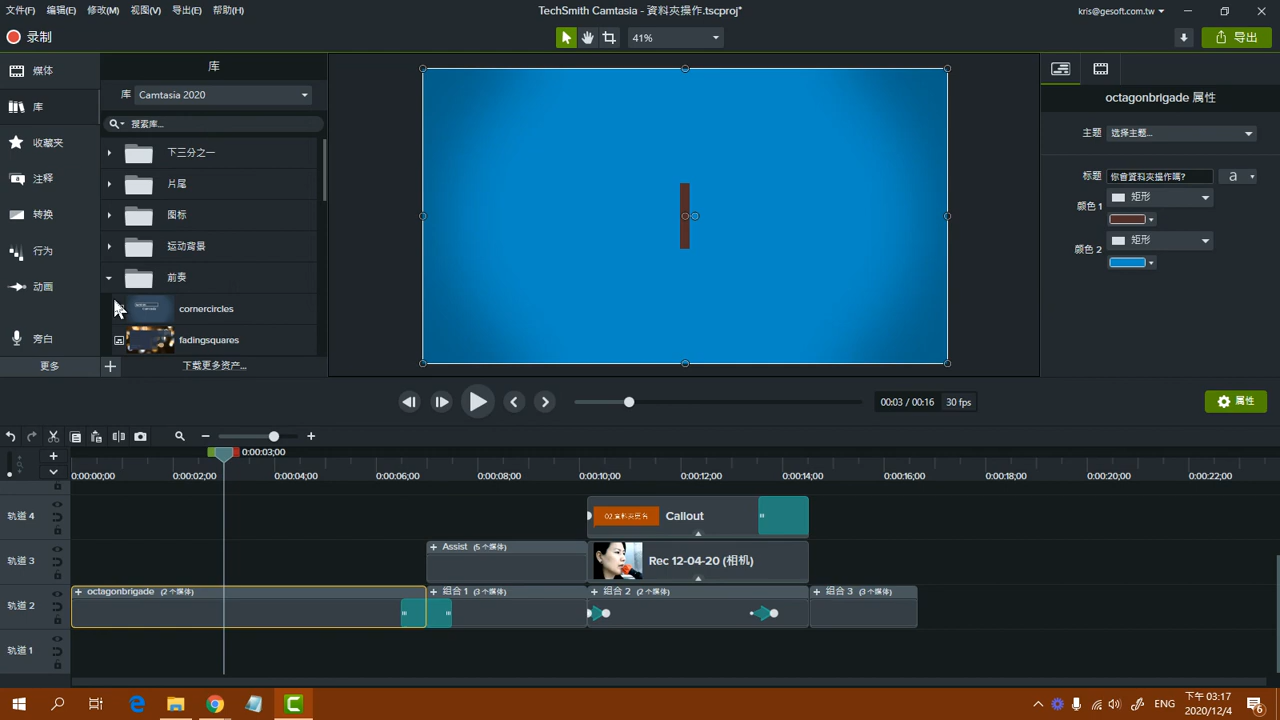 文件(F) 编辑(E) 修改(M) 视图(V) 导出(E) 帮助(H)
TechSmith Camtasia - 資料夾操作.tscproj*
kris@gesoft.com.tw
录制
41%
导出
媒体
库
收藏夹
注释
转换
行为
动画
旁白
更多
库
库 Camtasia 2020
搜索库...
下三分之一
片尾
图标
运动背景
前奏
cornercircles
fadingsquares
下载更多资产...
octagonbrigade 属性
主题 选择主题...
标题 你會資料夾操作嗎? a
颜色 1 矩形
颜色 2 矩形
00:03 / 00:16 30 fps
属性
0:00:03;00
0:00:00;00 0:00:02;00 0:00:04;00 0:00:06;00 0:00:10;00 0:00:12;00 0:00:14;00 0:00:16;00 0:00:18;00 0:00:20;00 0:00:22;00
轨道 4
02.資料夾更名 Callout
轨道 3
Assist (5 个媒体)
Rec 12-04-20 (相机)
轨道 2
octagonbrigade (2 个媒体)
组合 1 (3 个媒体)
组合 2 (2 个媒体)
组合 3 (3 个媒体)
轨道 1
ENG
下午 03:17
2020/12/4
6